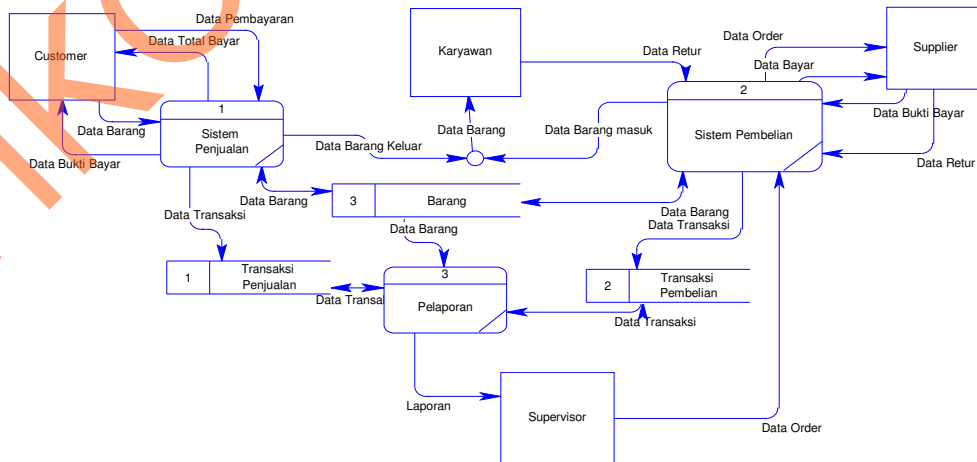 Data Pembayaran
Data Total Bayar
Customer
Karyawan
Data Retur
Data Order
Data Bayar
Supplier
1
Sistem
Penjualan
Data Barang
Data Bukti Bayar
Data Barang Keluar
Data Barang
Data Barang masuk
2
Sistem Pembelian
Data Bukti Bayar
Data Retur
Data Barang
3
Barang
Data Barang
Data Transaksi
Data Barang
Data Transaksi
1
Transaksi
Penjualan
Data Transal
3
Pelaporan
2
Transaksi
Pembelian
Data Transaksi
Laporan
Supervisor
Data Order